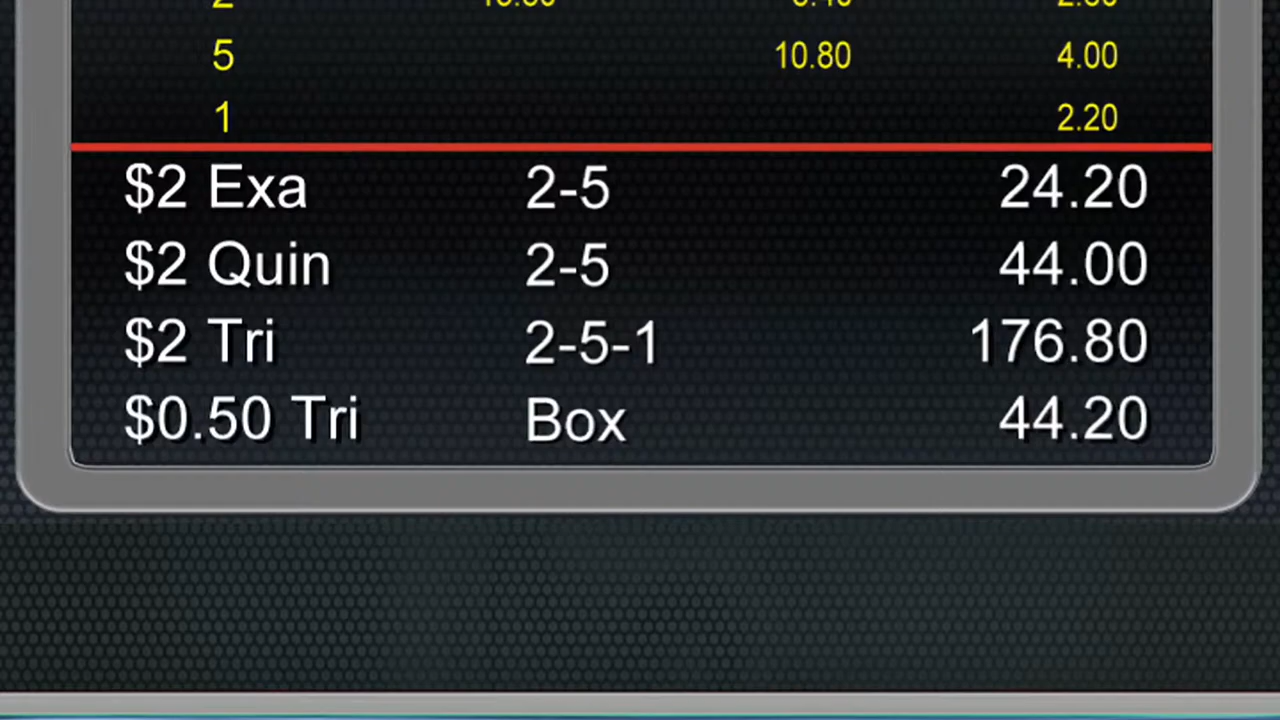 5 10.80 4.00
1 2.20
$2 Exa 2-5 24.20
$2 Quin 2-5 44.00
$2 Tri 2-5-1 176.80
$0.50 Tri Box 44.20